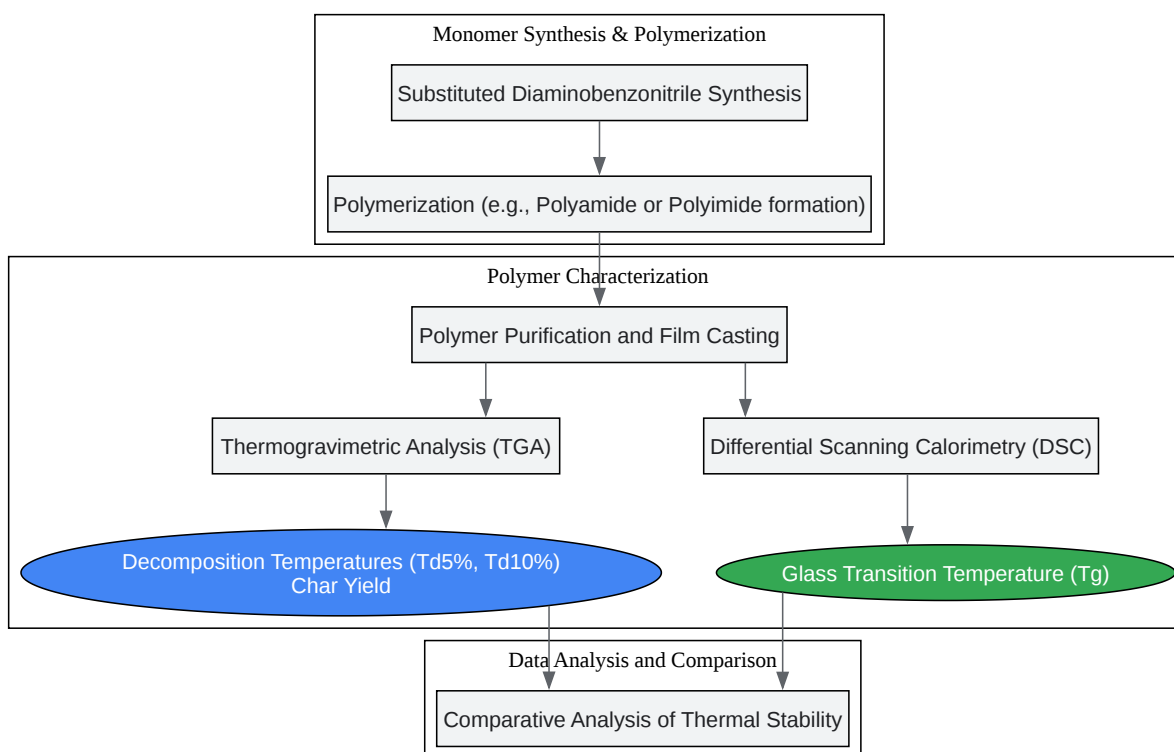 Monomer Synthesis & Polymerization
Substituted Diaminobenzonitrile Synthesis
Polymerization (e.g., Polyamide or Polyimide formation)
Polymer Characterization
Polymer Purification and Film Casting
Thermogravimetric Analysis (TGA)
Differential Scanning Calorimetry (DSC)
Decomposition Temperatures (Td5%, Td10%)
Char Yield
Glass Transition Temperature (Tg)
Data Analysis and Comparison
Comparative Analysis of Thermal Stability